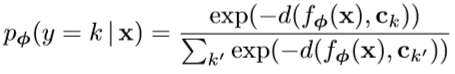 p_ϕ(y = k | x) = exp(−d(f_ϕ(x), c_k)) / ∑_{k′} exp(−d(f_ϕ(x), c_{k′}))